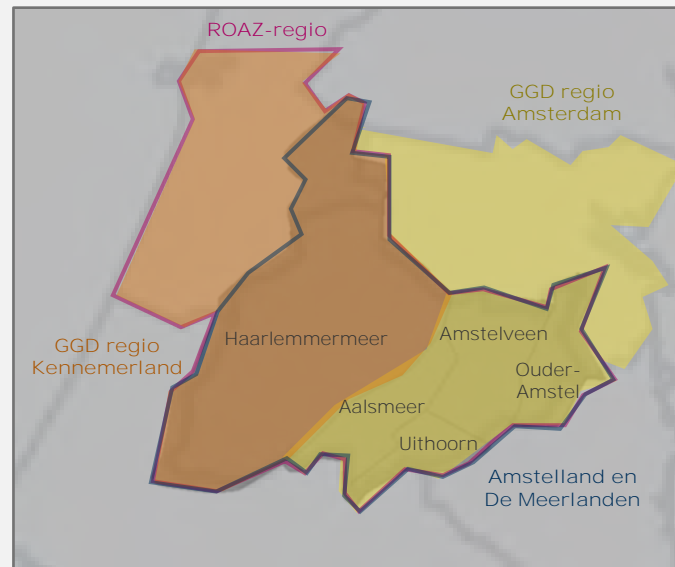 ROAZ-regio
GGD regio
Amsterdam
Haarlemmermeer
Amstelveen
GGD regio
Kennemerland
Ouder-
Amstel
Aalsmeer
Uithoorn
Amstelland en
De Meerlanden